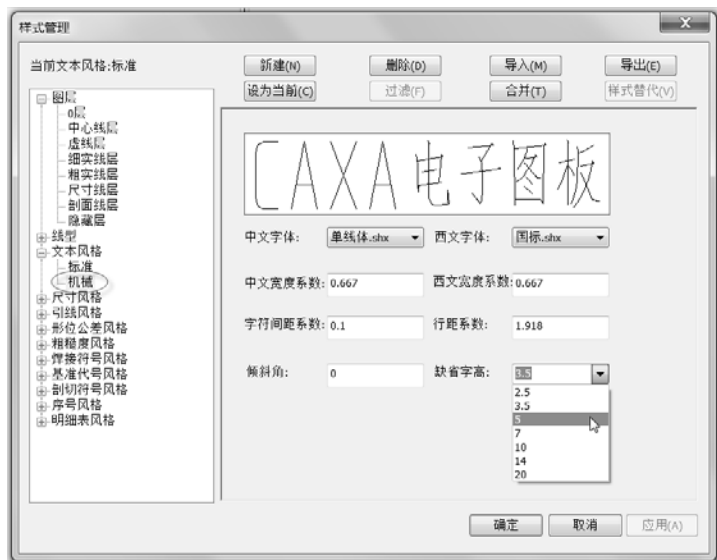 样式管理
当前文本风格:标准
新建(N) 删除(D) 导入(M) 导出(E)
设为当前(C) 过滤(F) 合并(T) 样式替代(V)
图层
0层
中心线层
虚线层
细实线层
粗实线层
尺寸线层
剖面线层
隐藏层
线型
文本风格
标准
机械
尺寸风格
引线风格
形位公差风格
粗糙度风格
焊接符号风格
基准代号风格
剖切符号风格
序号风格
明细表风格
CAXA电子图板
中文字体: 单线体.shx 西文字体: 国标.shx
中文宽度系数: 0.667 西文宽度系数: 0.667
字符间距系数: 0.1 行距系数: 1.918
倾斜角: 0 缺省字高: 3.5
2.5
3.5
5
7
10
14
20
确定 取消 应用(A)